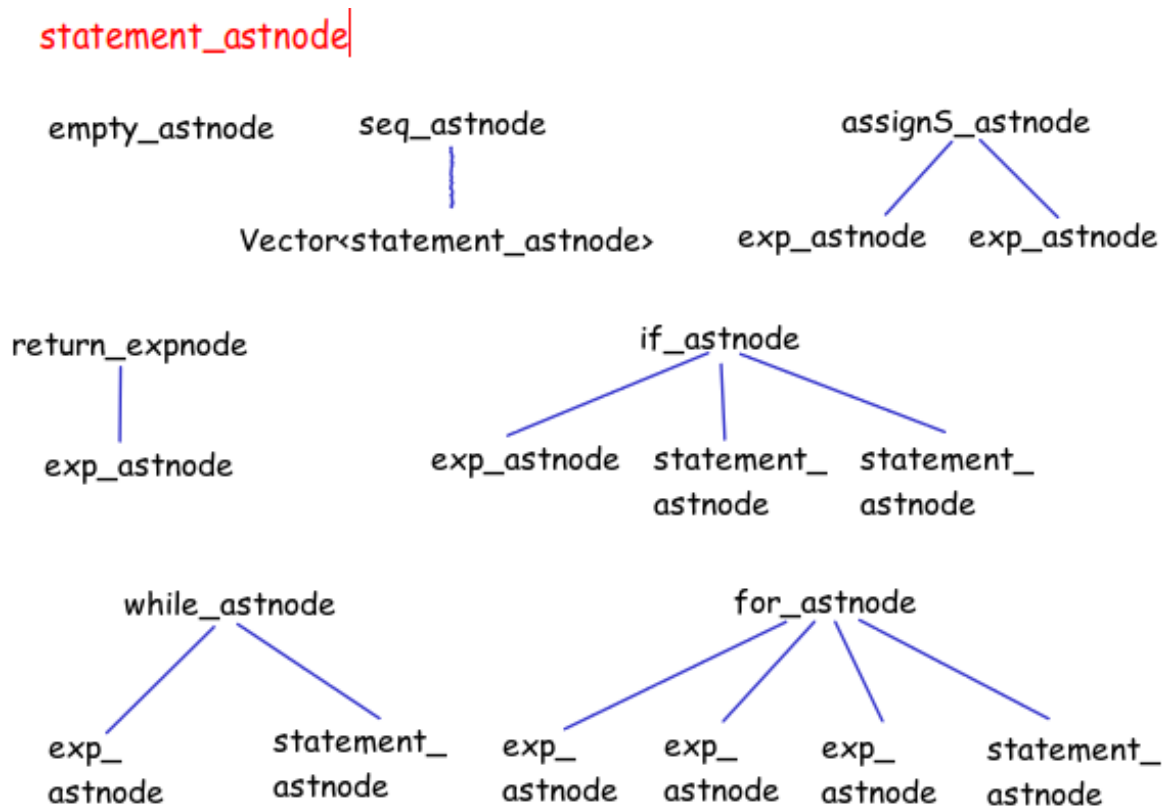 statement_astnode
empty_astnode seq_astnode assignS_astnode
Vector<statement_astnode> exp_astnode exp_astnode
return_expnode if_astnode
exp_astnode exp_astnode statement_ statement_
astnode astnode
while_astnode for_astnode
exp_ statement_ exp_ exp_ exp_ statement_
astnode astnode astnode astnode astnode astnode